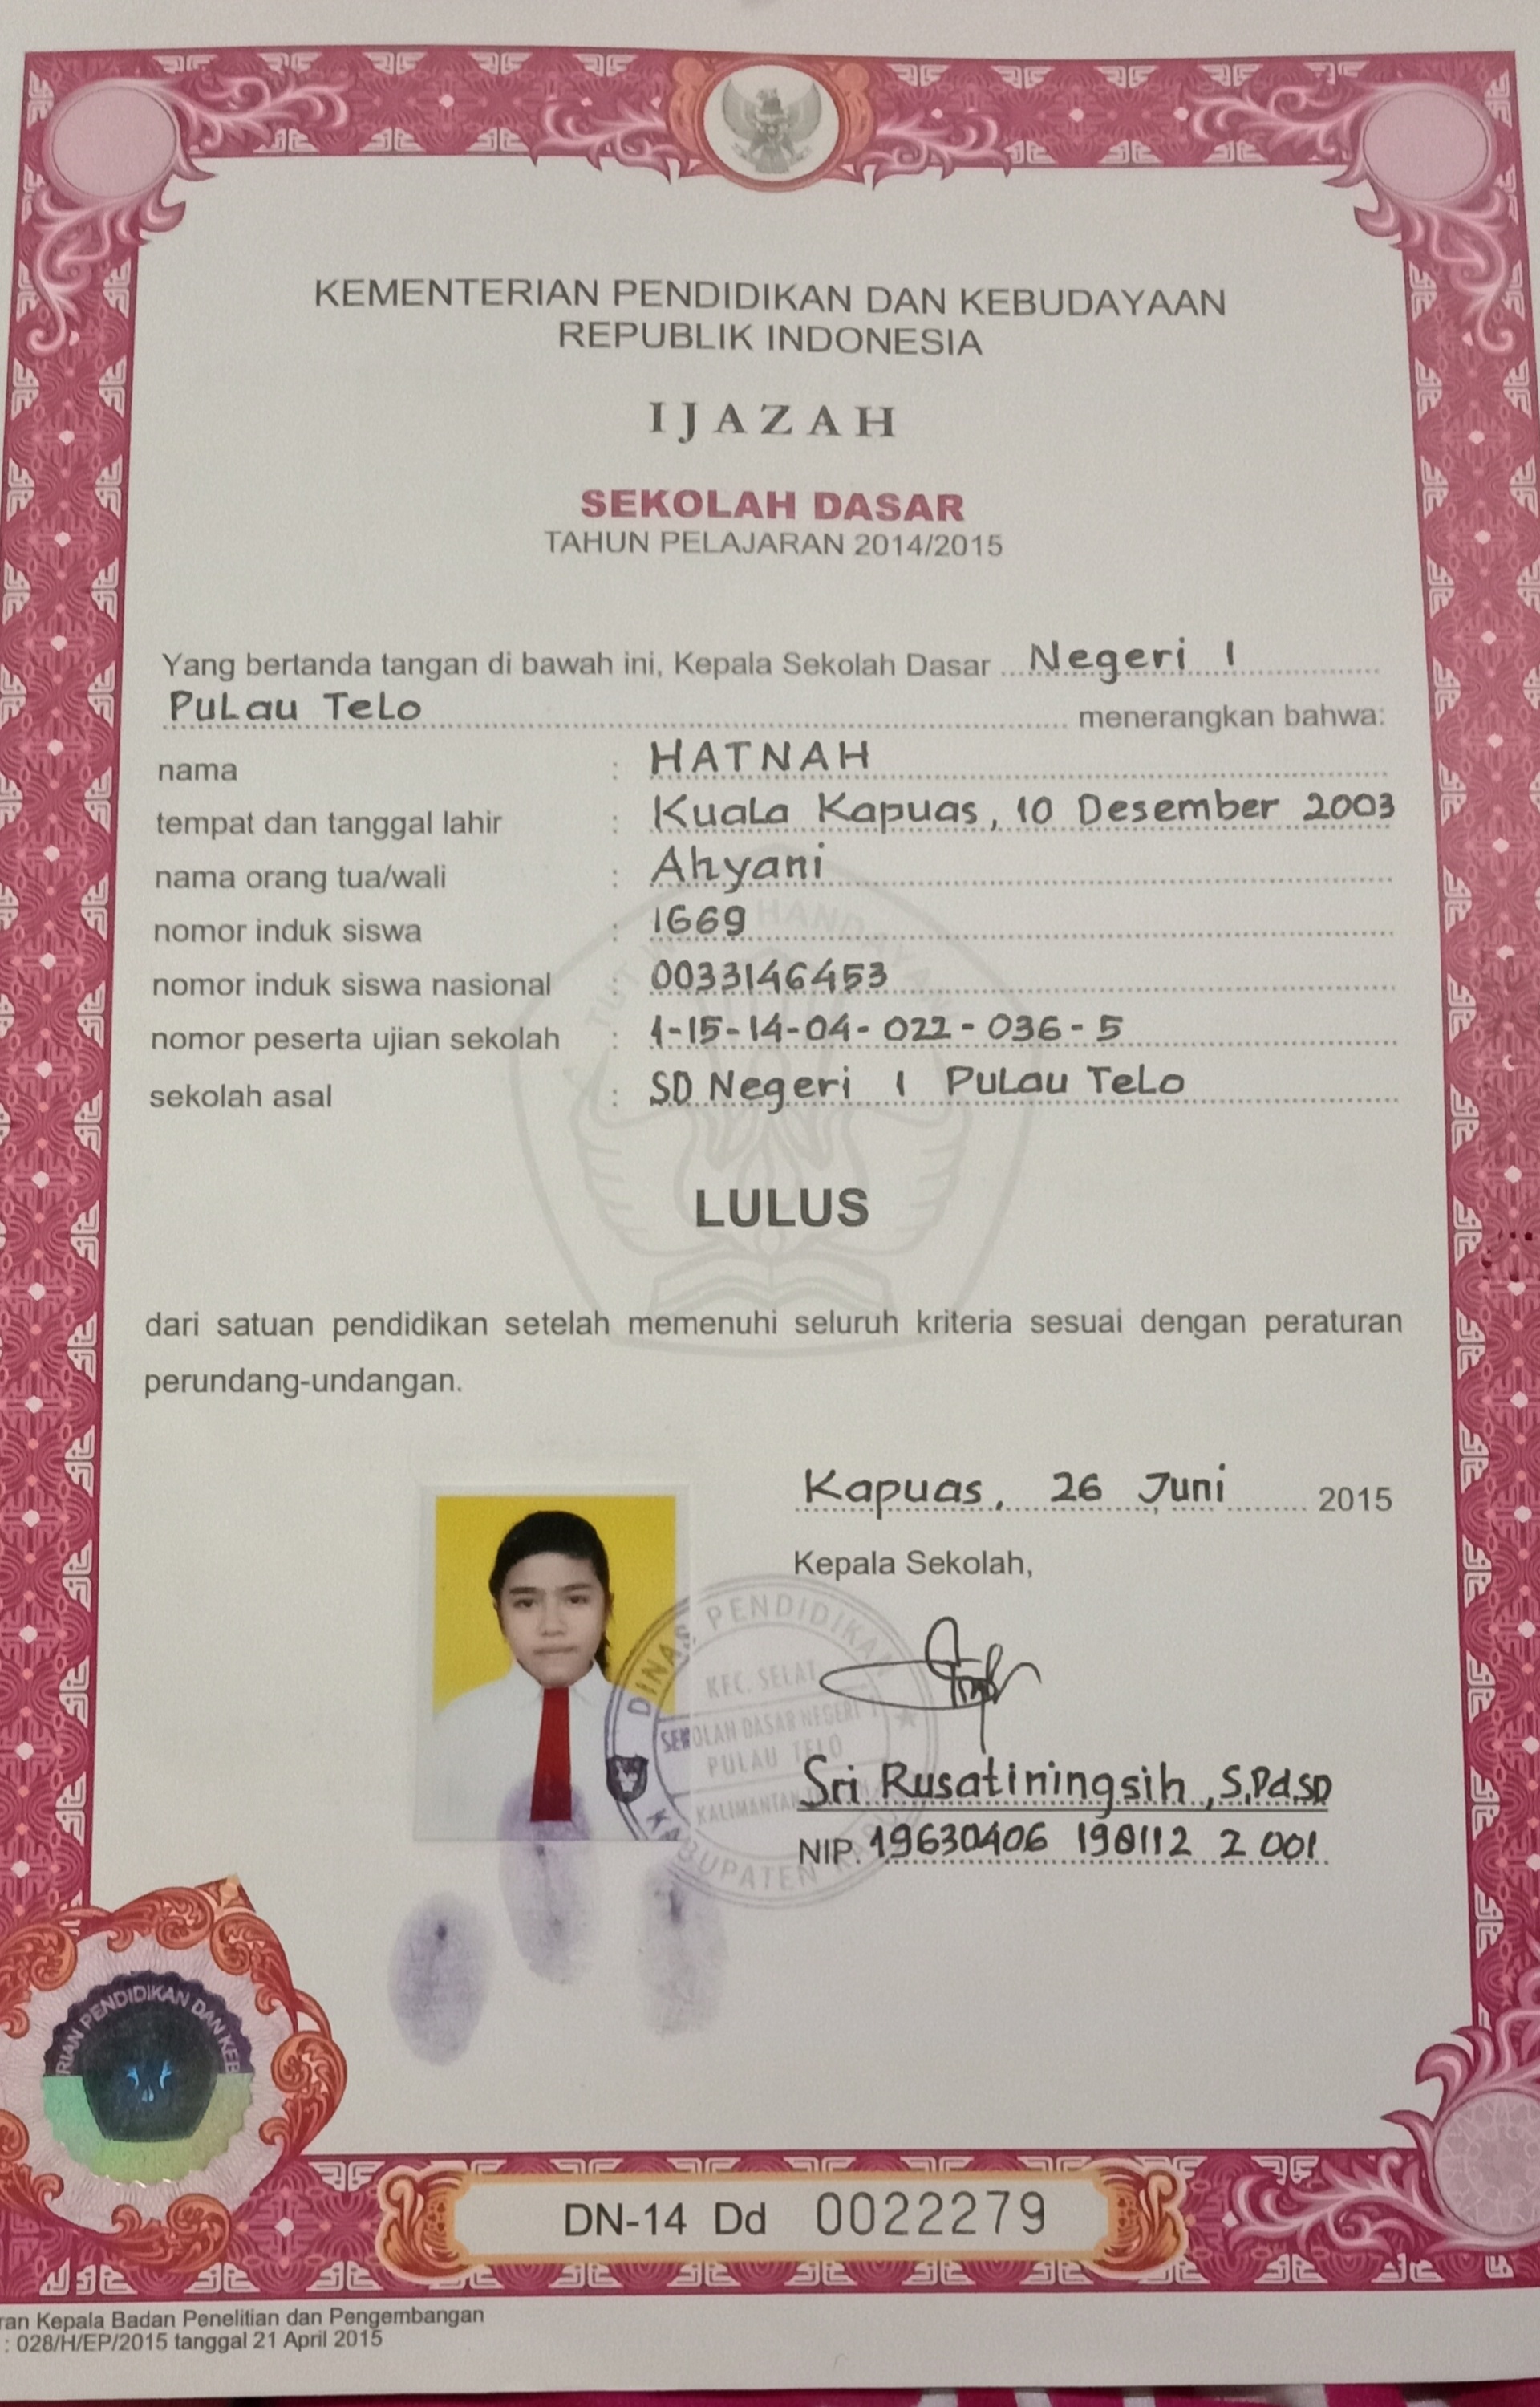 KEMENTERIAN PENDIDIKAN DAN KEBUDAYAAN
REPUBLIK INDONESIA
IJAZAH
SEKOLAH DASAR
TAHUN PELAJARAN 2014/2015
Yang bertanda tangan di bawah ini, Kepala Sekolah Dasar Negeri 1
Pulau Telo menerangkan bahwa:
nama : HATNAH
tempat dan tanggal lahir : Kuala Kapuas, 10 Desember 2003
nama orang tua/wali : Ahyani
nomor induk siswa : 1669
nomor induk siswa nasional : 0033146453
nomor peserta ujian sekolah : 1-15-14-04-022-036-5
sekolah asal : SD Negeri 1 Pulau Telo
TUT HANDAYANI
LULUS
dari satuan pendidikan setelah memenuhi seluruh kriteria sesuai dengan peraturan
perundang-undangan.
Kapuas, 26 Juni 2015
Kepala Sekolah,
DINAS PENDIDIKAN
KEC. SELAT
SEKOLAH DASAR NEGERI 1
PULAU TELO
KALIMANTAN
KABUPATEN
Sri Rusatiningsih, S.Pd.SD
NIP. 19630406 198112 2 001
RIAN PENDIDIKAN DAN KEB
DN-14 Dd 0022279
ran Kepala Badan Penelitian dan Pengembangan
: 028/H/EP/2015 tanggal 21 April 2015